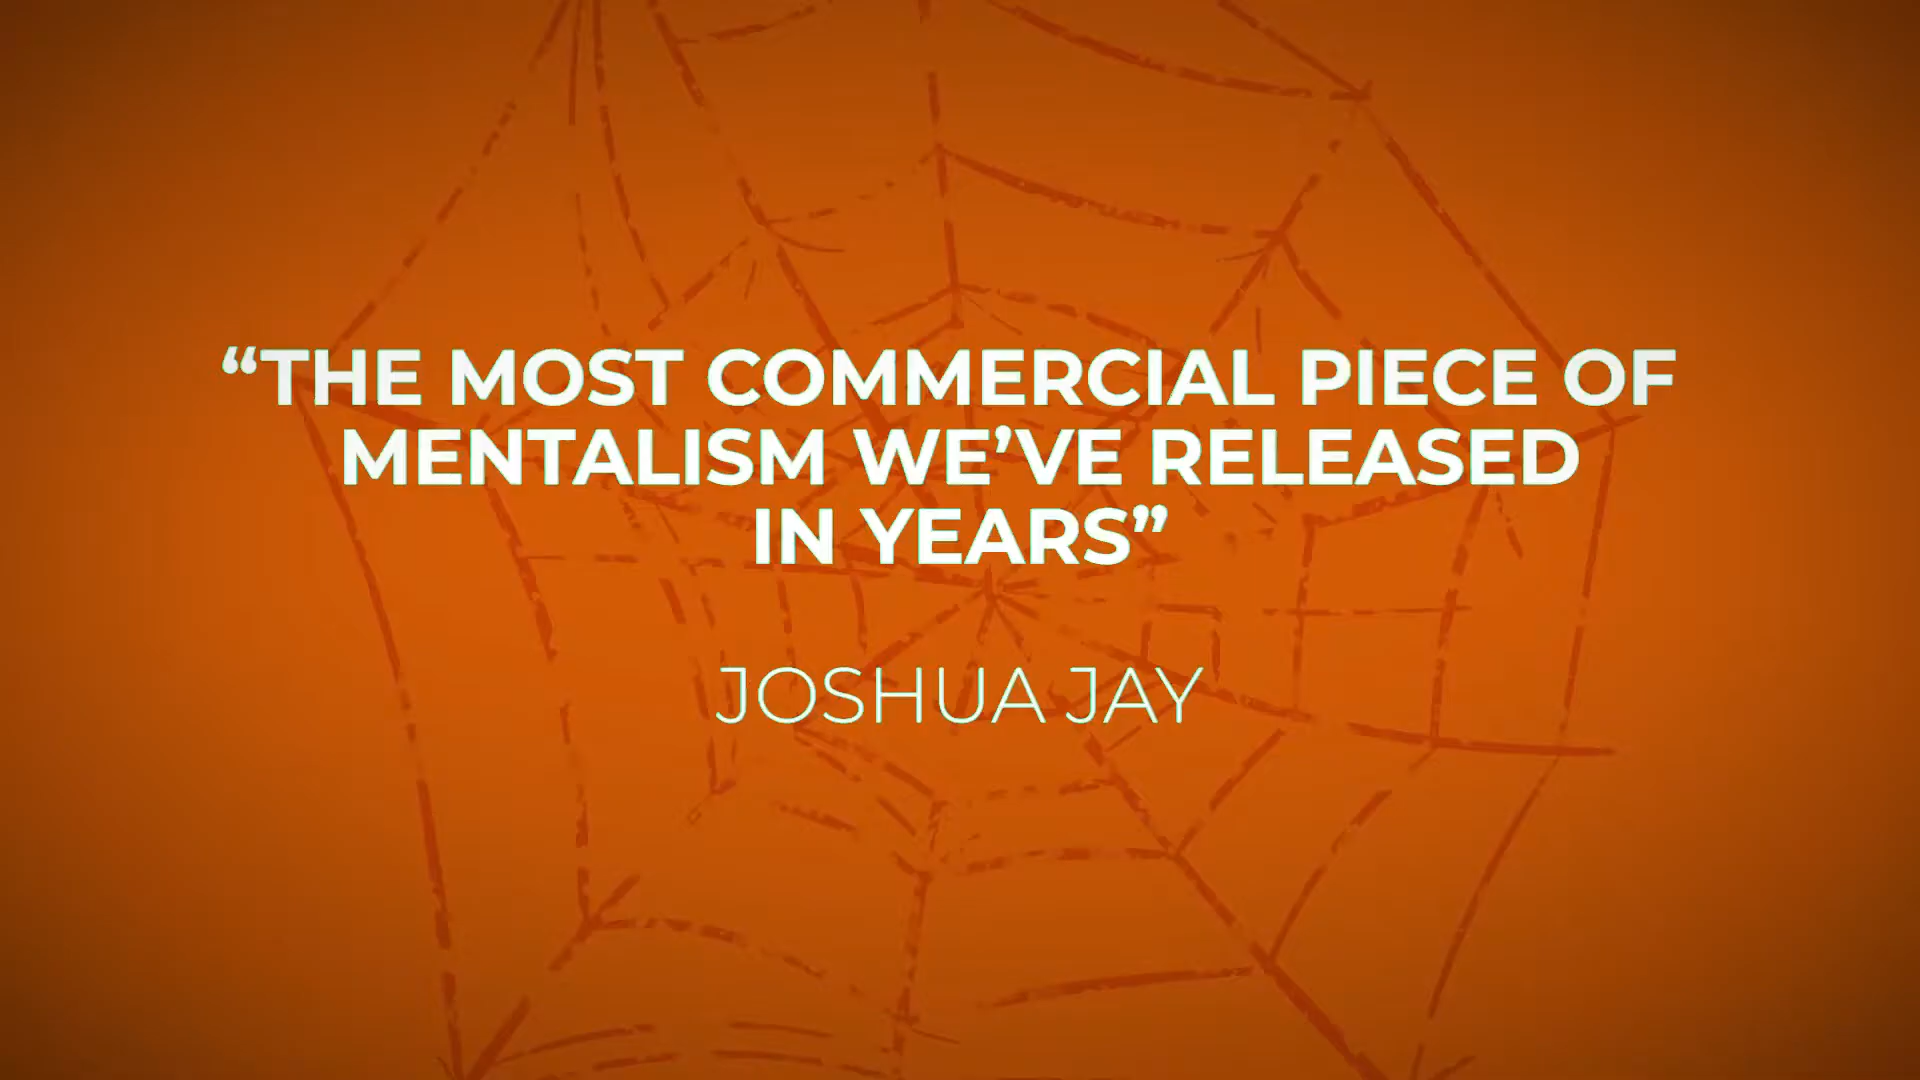 “THE MOST COMMERCIAL PIECE OF
MENTALISM WE’VE RELEASED
IN YEARS”
JOSHUA JAY